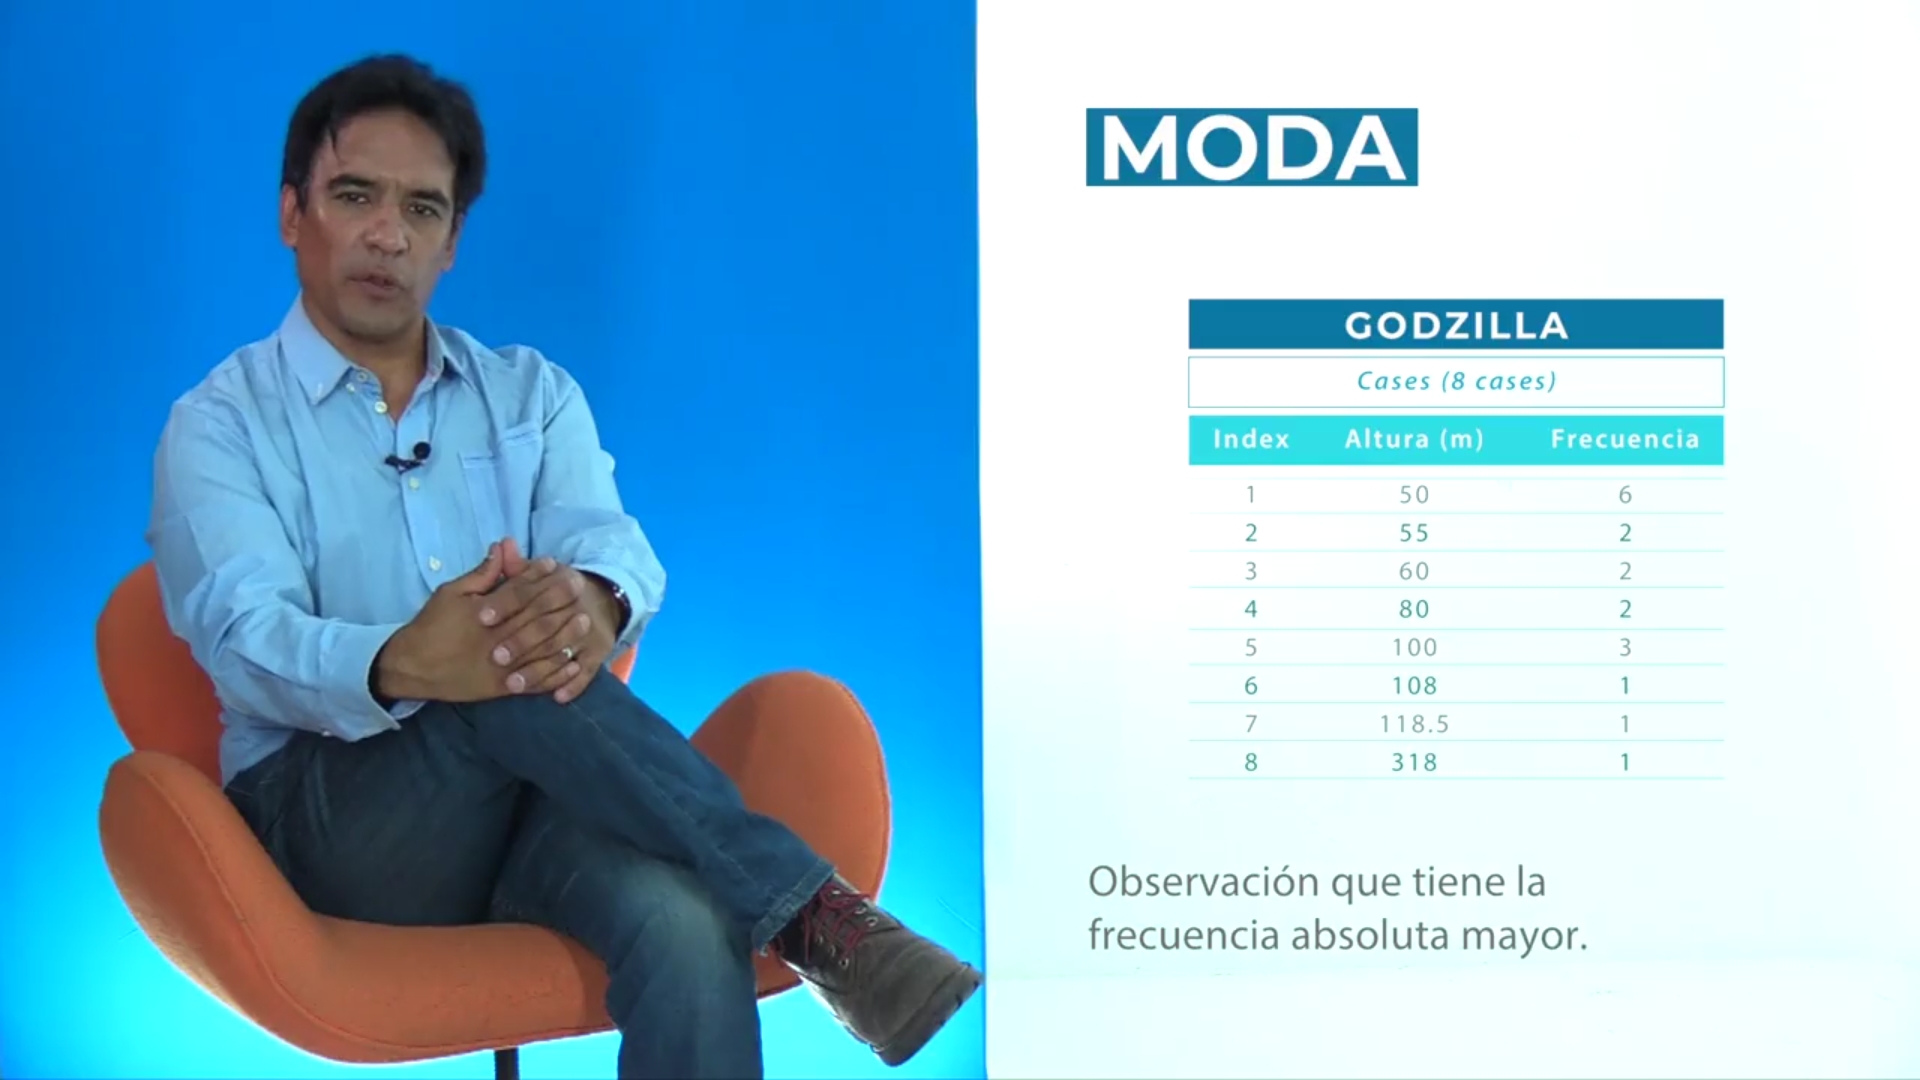 MODA
GODZILLA
Cases (8 cases)
Index Altura (m) Frecuencia
1 50 6
2 55 2
3 60 2
4 80 2
5 100 3
6 108 1
7 118.5 1
8 318 1
Observación que tiene la
frecuencia absoluta mayor.